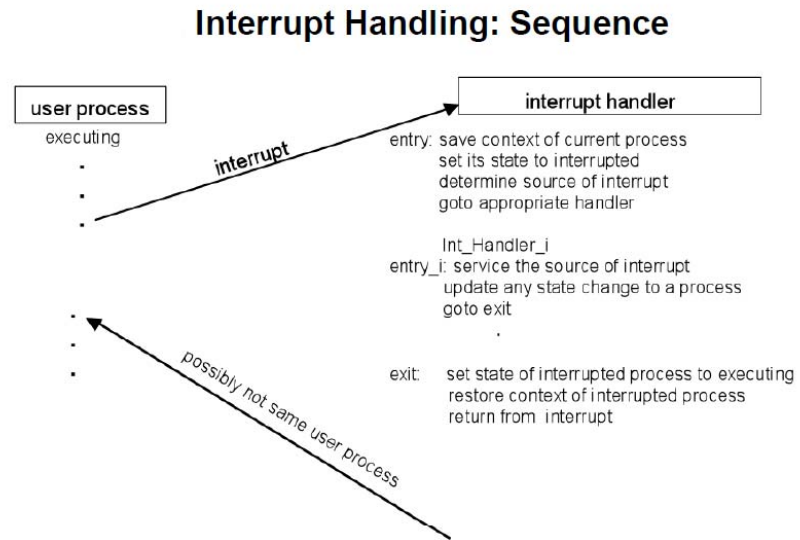 Interrupt Handling: Sequence
user process
executing
.
.
.
interrupt
interrupt handler
entry: save context of current process
set its state to interrupted
determine source of interrupt
goto appropriate handler
Int_Handler_i
entry_i: service the source of interrupt
update any state change to a process
goto exit
.
exit: set state of interrupted process to executing
restore context of interrupted process
return from interrupt
.
.
.
possibly not same user process